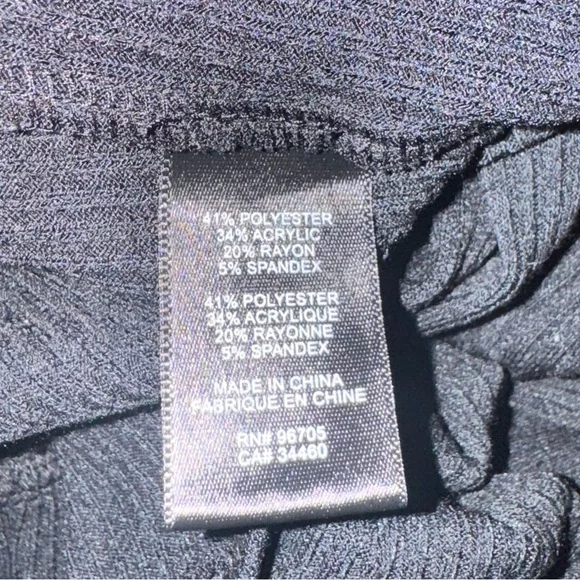 41% POLYESTER
34% ACRYLIC
20% RAYON
5% SPANDEX
41% POLYESTER
34% ACRYLIQUE
20% RAYONNE
5% SPANDEX
MADE IN CHINA
FABRIQUE EN CHINE
RN# 96705
CA# 34460